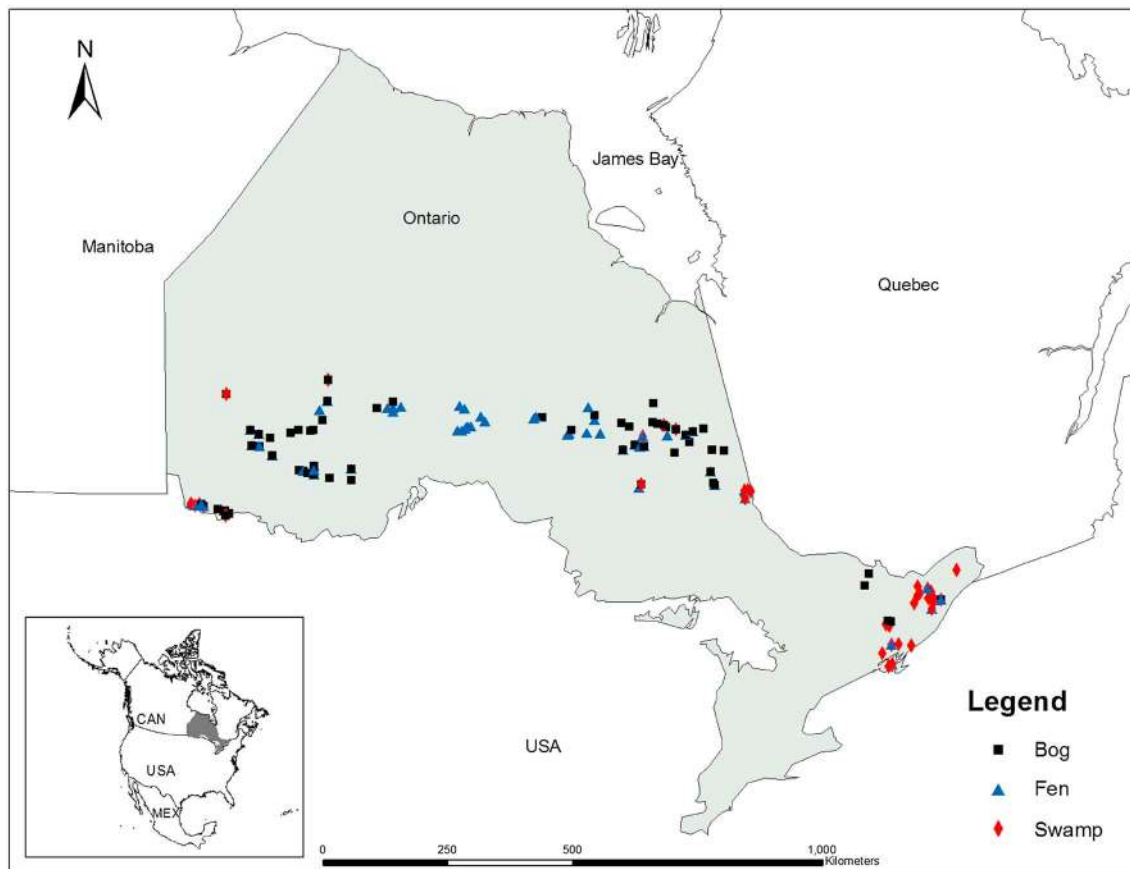 N
James Bay
Ontario
Manitoba
Quebec
CAN
USA
MEX
USA
Legend
Bog
Fen
Swamp
0 250 500 1,000
Kilometers